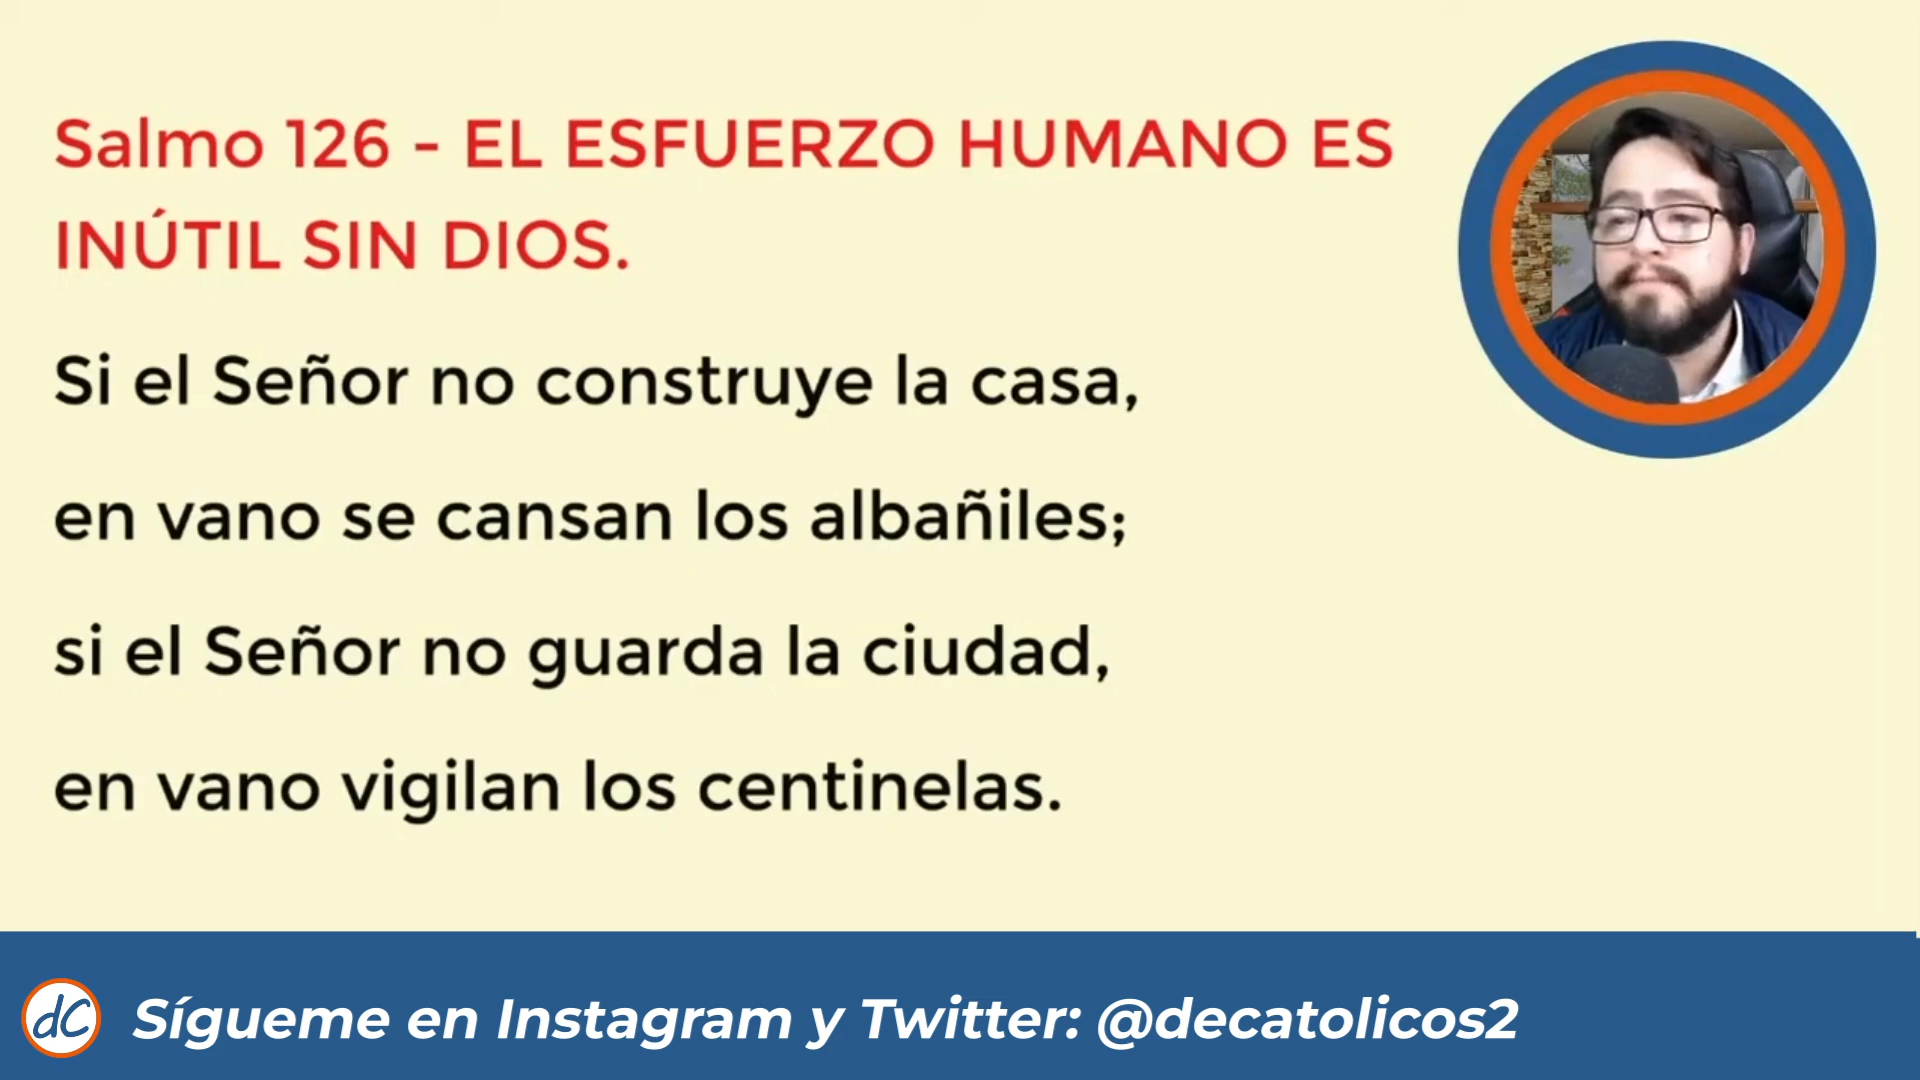 Salmo 126 - EL ESFUERZO HUMANO ES
INÚTIL SIN DIOS.
Si el Señor no construye la casa,
en vano se cansan los albañiles;
si el Señor no guarda la ciudad,
en vano vigilan los centinelas.
dC Sígueme en Instagram y Twitter: @decatolicos2